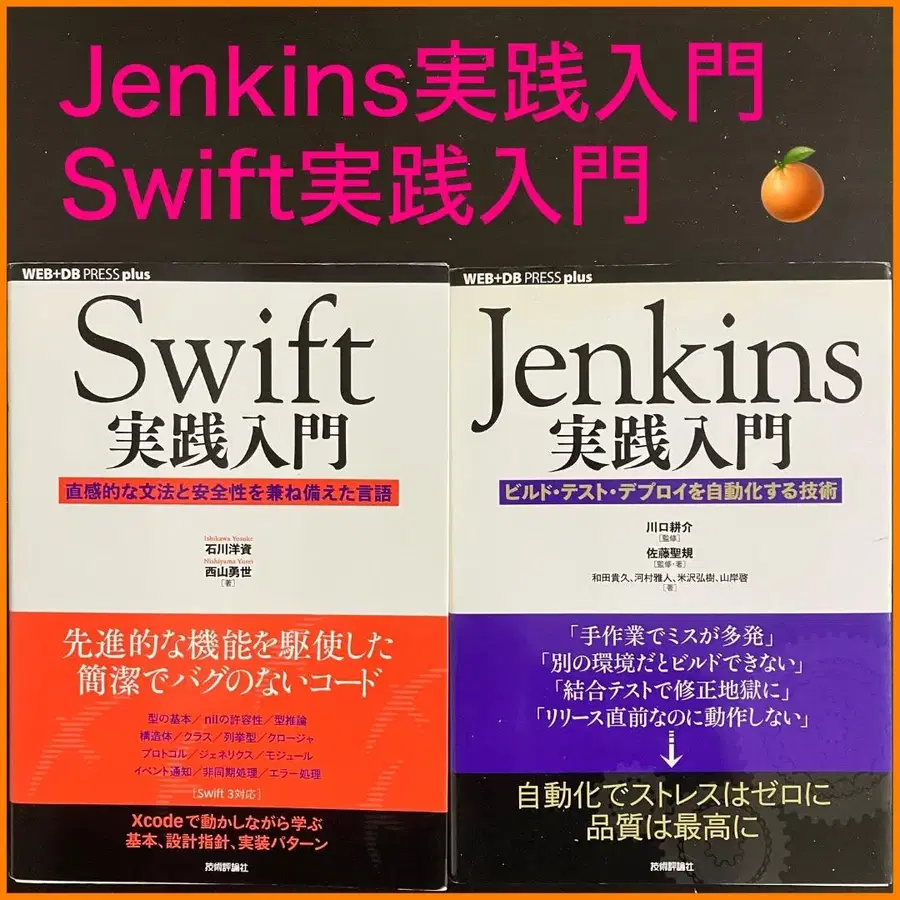 Jenkins実践入門
Swift実践入門
WEB+DB PRESS plus
Swift
実践入門
直感的な文法と安全性を兼ね備えた言語
Ishikawa Yosuke
石川洋資
Nishiyama Yusei
西山勇世
[著]
先進的な機能を駆使した
簡潔でバグのないコード
型の基本/nilの許容性/型推論
構造体/クラス/列挙型/クロージャ
プロトコル/ジェネリクス/モジュール
イベント通知/非同期処理/エラー処理
[Swift 3対応]
Xcodeで動かしながら学ぶ
基本、設計指針、実装パターン
技術評論社
WEB+DB PRESS plus
Jenkins
実践入門
ビルド・テスト・デプロイを自動化する技術
川口耕介
[監修]
佐藤聖規
[監修・著]
和田貴久、河村雅人、米沢弘樹、山岸啓
[著]
「手作業でミスが多発」
「別の環境だとビルドできない」
「結合テストで修正地獄に」
「リリース直前なのに動作しない」
自動化でストレスはゼロに
品質は最高に
技術評論社